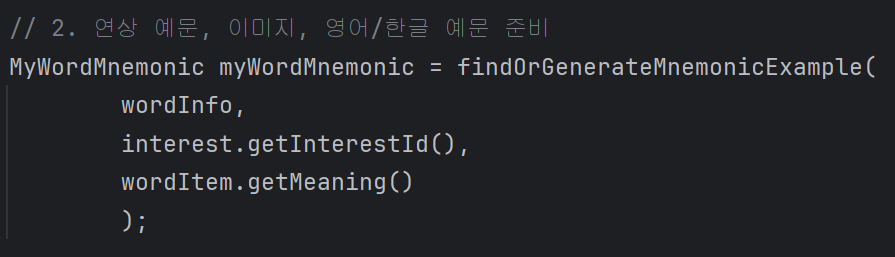 // 2. 연상 예문, 이미지, 영어/한글 예문 준비
MyWordMnemonic myWordMnemonic = findOrGenerateMnemonicExample(
wordInfo,
interest.getInterestId(),
wordItem.getMeaning()
);